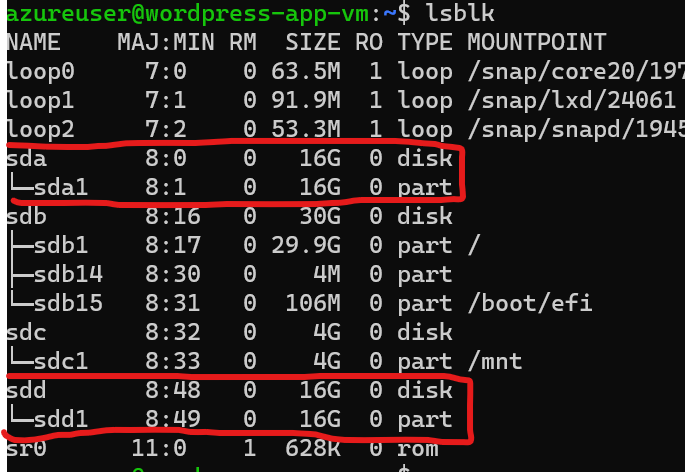 azureuser@wordpress-app-vm:~$ lsblk
NAME MAJ:MIN RM SIZE RO TYPE MOUNTPOINT
loop0 7:0 0 63.5M 1 loop /snap/core20/197
loop1 7:1 0 91.9M 1 loop /snap/lxd/24061
loop2 7:2 0 53.3M 1 loop /snap/snapd/1945
sda 8:0 0 16G 0 disk
└─sda1 8:1 0 16G 0 part
sdb 8:16 0 30G 0 disk
├─sdb1 8:17 0 29.9G 0 part /
├─sdb14 8:30 0 4M 0 part
└─sdb15 8:31 0 106M 0 part /boot/efi
sdc 8:32 0 4G 0 disk
└─sdc1 8:33 0 4G 0 part /mnt
sdd 8:48 0 16G 0 disk
└─sdd1 8:49 0 16G 0 part
sr0 11:0 1 628K 0 rom